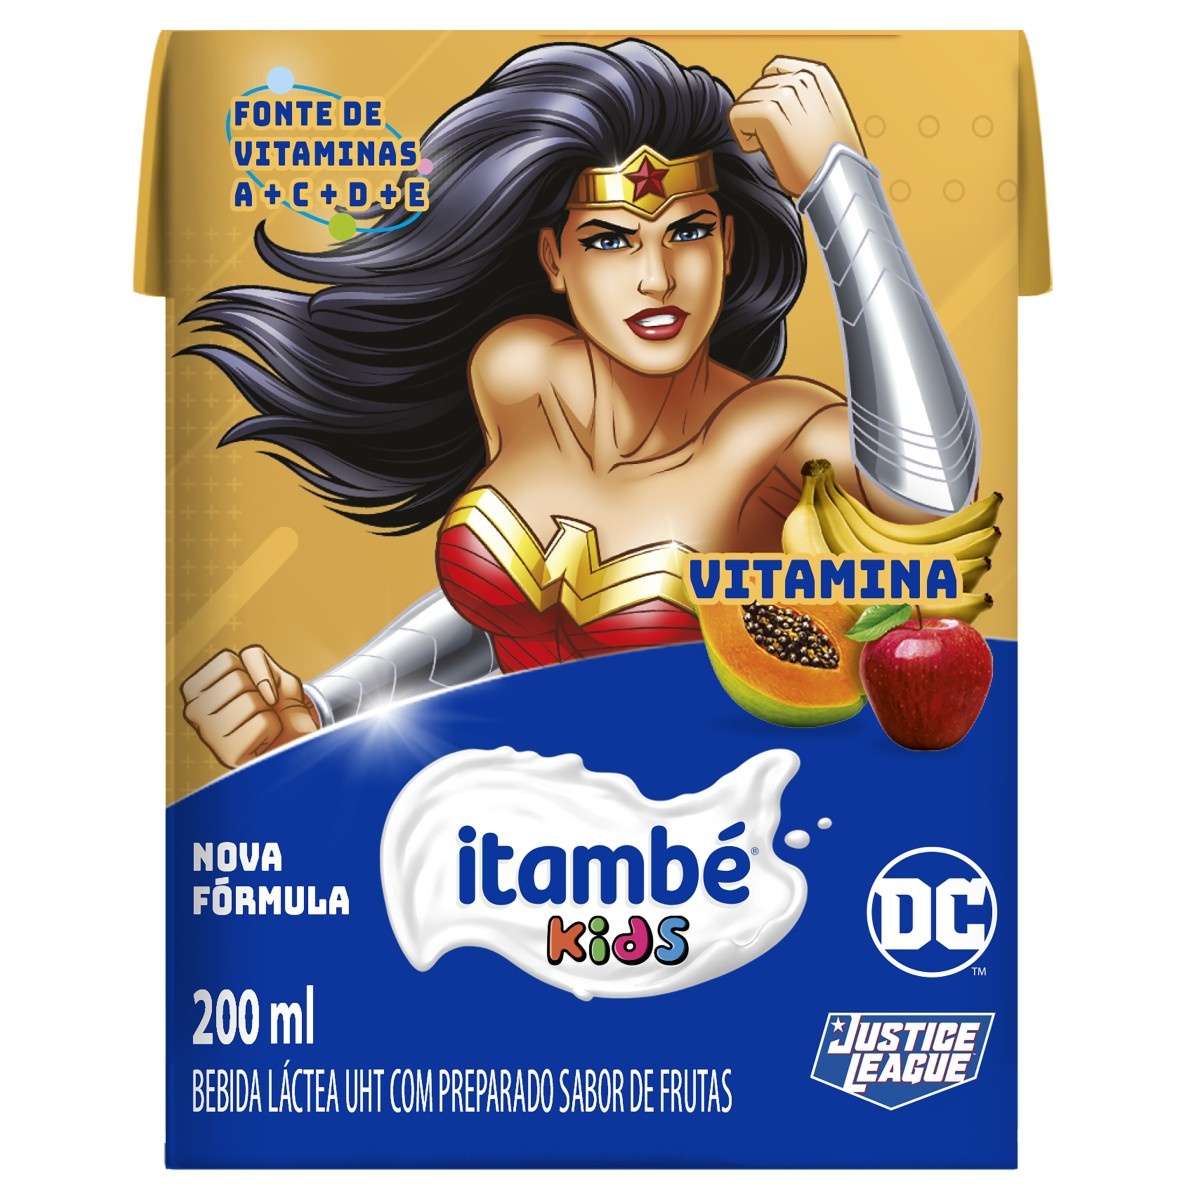 FONTE DE
VITAMINAS
A+C+D+E
VITAMINA
itambé®
KidS
NOVA
FÓRMULA
200 ml
BEBIDA LÁCTEA UHT COM PREPARADO SABOR DE FRUTAS
DC
TM
JUSTICE
LEAGUE